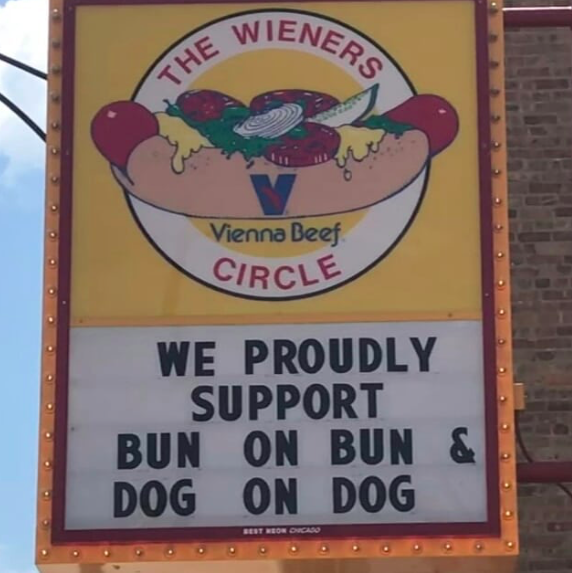 THE WIENERS
V
Vienna Beef
CIRCLE
WE PROUDLY
SUPPORT
BUN ON BUN &
DOG ON DOG
BEST NEON CHICAGO